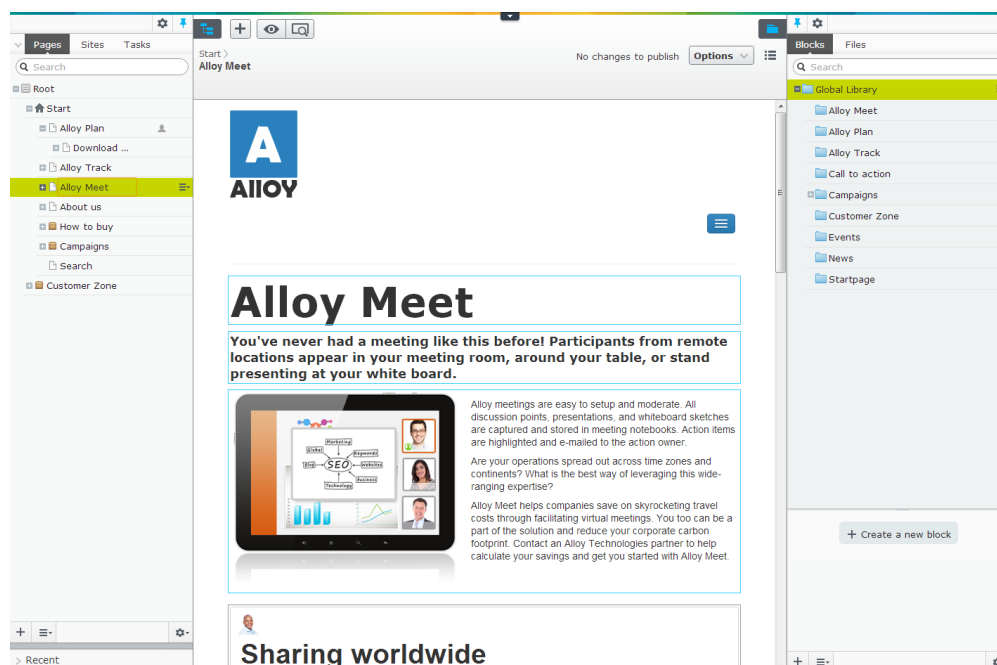 Pages Sites Tasks
Search
Root
Start
Alloy Plan
Download ...
Alloy Track
Alloy Meet
About us
How to buy
Campaigns
Search
Customer Zone
> Recent
Start >
Alloy Meet
No changes to publish
Options
A
AllOY
Alloy Meet
You've never had a meeting like this before! Participants from remote
locations appear in your meeting room, around your table, or stand
presenting at your white board.
Marketing
Global
Keywords
Blog
SEO
Websites
Technology
Business
Alloy meetings are easy to setup and moderate. All
discussion points, presentations, and whiteboard sketches
are captured and stored in meeting notebooks. Action items
are highlighted and e-mailed to the action owner.
Are your operations spread out across time zones and
continents? What is the best way of leveraging this wide-
ranging expertise?
Alloy Meet helps companies save on skyrocketing travel
costs through facilitating virtual meetings. You too can be a
part of the solution and reduce your corporate carbon
footprint. Contact an Alloy Technologies partner to help
calculate your savings and get you started with Alloy Meet.
Sharing worldwide
Blocks Files
Search
Global Library
Alloy Meet
Alloy Plan
Alloy Track
Call to action
Campaigns
Customer Zone
Events
News
Startpage
+ Create a new block